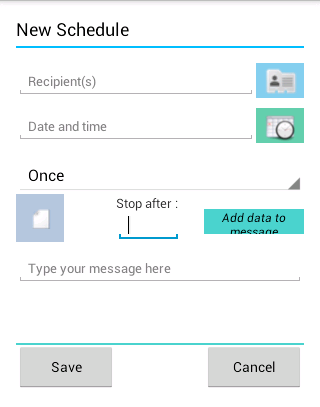 New Schedule
Recipient(s)
Date and time
Once
Stop after :
Add data to
message
Type your message here
Save
Cancel